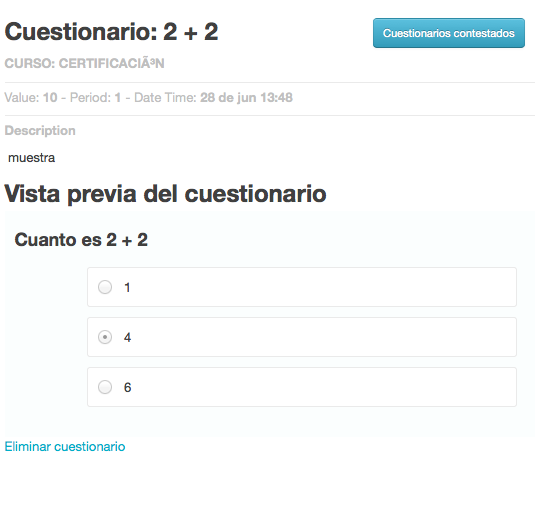 Cuestionario: 2 + 2
Cuestionarios contestados
CURSO: CERTIFICACIÃ³N
Value: 10 - Period: 1 - Date Time: 28 de jun 13:48
Description
muestra
Vista previa del cuestionario
Cuanto es 2 + 2
1
4
6
Eliminar cuestionario